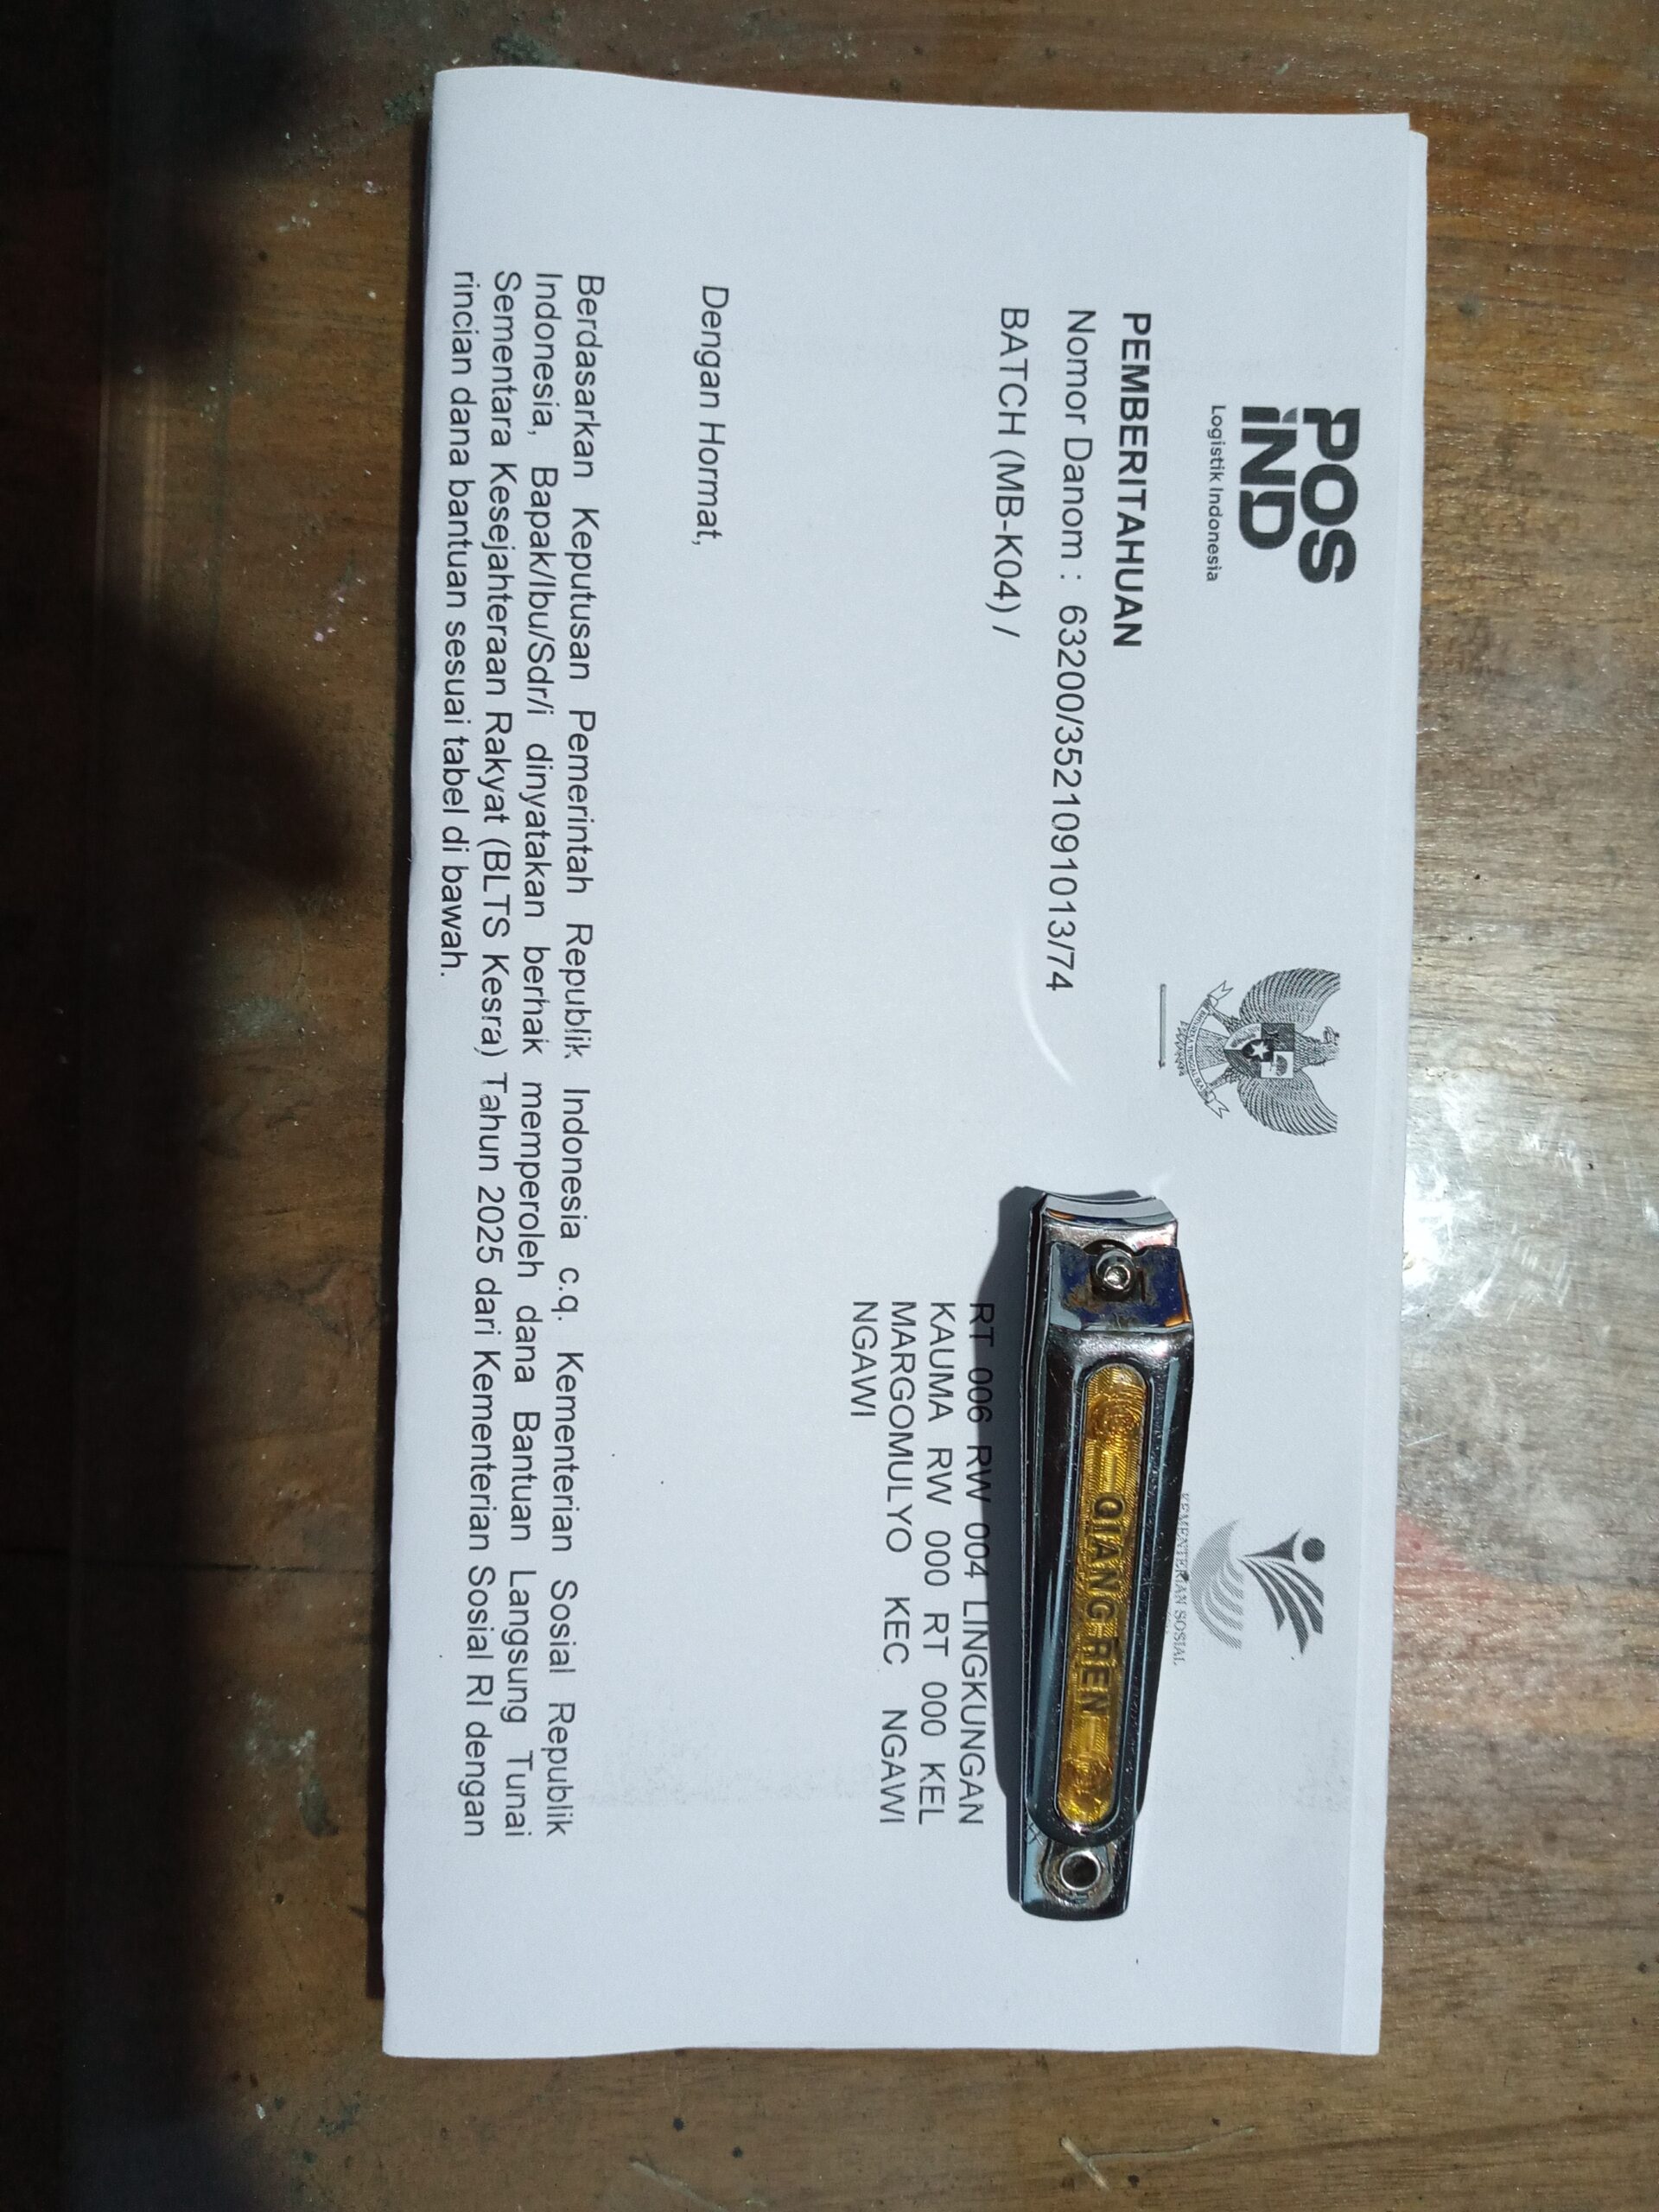 POS
IND
Logistik Indonesia
KEMENTERIAN SOSIAL
PEMBERITAHUAN
Nomor Danom : 63200/3521091013/74
BATCH (MB-K04) /
QIANG REN
RT 006 RW 004 LINGKUNGAN
KAUMA RW 000 RT 000 KEL
MARGOMULYO KEC NGAWI
NGAWI
Dengan Hormat,
Berdasarkan Keputusan Pemerintah Republik Indonesia c.q. Kementerian Sosial Republik
Indonesia, Bapak/Ibu/Sdr/i dinyatakan berhak memperoleh dana Bantuan Langsung Tunai
Sementara Kesejahteraan Rakyat (BLTS Kesra) Tahun 2025 dari Kementerian Sosial RI dengan
rincian dana bantuan sesuai tabel di bawah.